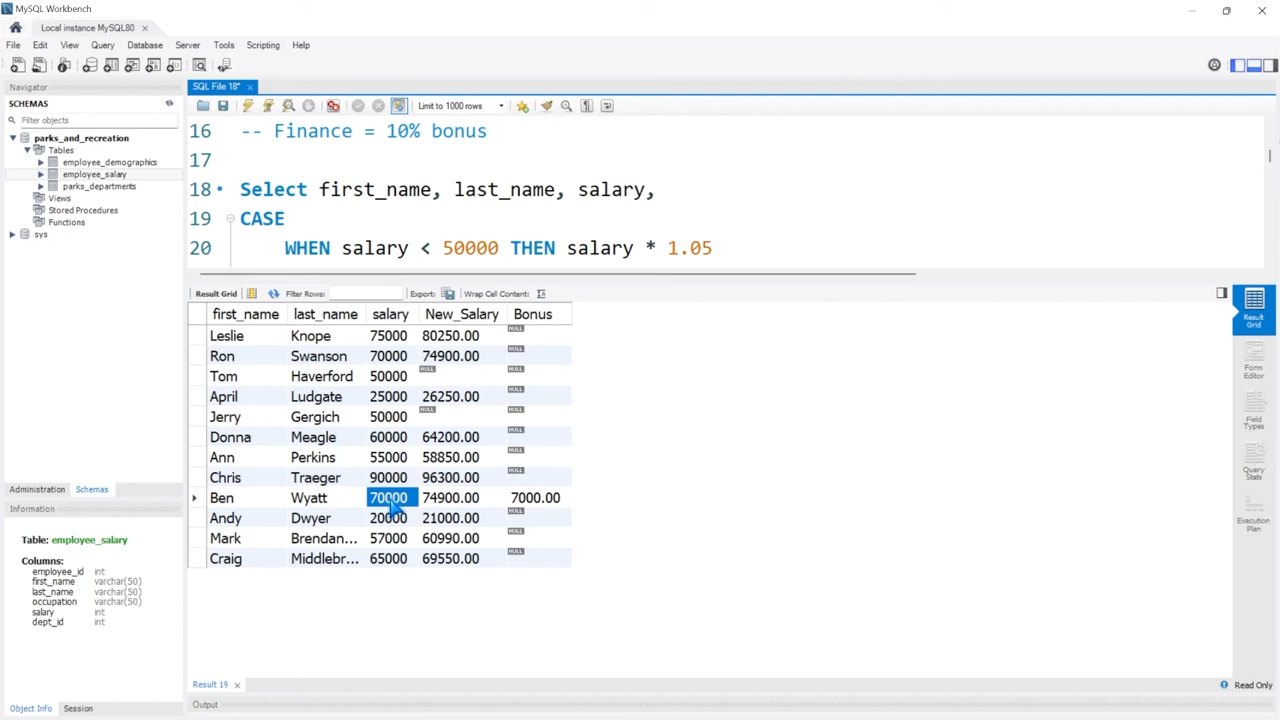 MySQL Workbench
Local instance MySQL80
File Edit View Query Database Server Tools Scripting Help
Navigator
SCHEMAS
Filter objects
parks_and_recreation
Tables
employee_demographics
employee_salary
parks_departments
Views
Stored Procedures
Functions
sys
Administration Schemas
Information
Table: employee_salary
Columns:
employee_id int
first_name varchar(50)
last_name varchar(50)
occupation varchar(50)
salary int
dept_id int
Object Info Session
SQL File 18*
Limit to 1000 rows
16 -- Finance = 10% bonus
17
18 Select first_name, last_name, salary,
19 CASE
20 WHEN salary < 50000 THEN salary * 1.05
Result Grid Filter Rows: Export: Wrap Cell Content:
first_name last_name salary New_Salary Bonus
Leslie Knope 75000 80250.00 NULL
Ron Swanson 70000 74900.00 NULL
Tom Haverford 50000 NULL NULL
April Ludgate 25000 26250.00 NULL
Jerry Gergich 50000 NULL NULL
Donna Meagle 60000 64200.00 NULL
Ann Perkins 55000 58850.00 NULL
Chris Traeger 90000 96300.00 NULL
Ben Wyatt 70000 74900.00 7000.00
Andy Dwyer 20000 21000.00 NULL
Mark Brendan... 57000 60990.00 NULL
Craig Middlebr... 65000 69550.00 NULL
Result Grid
Form Editor
Field Types
Query Stats
Execution Plan
Result 19
Read Only
Output